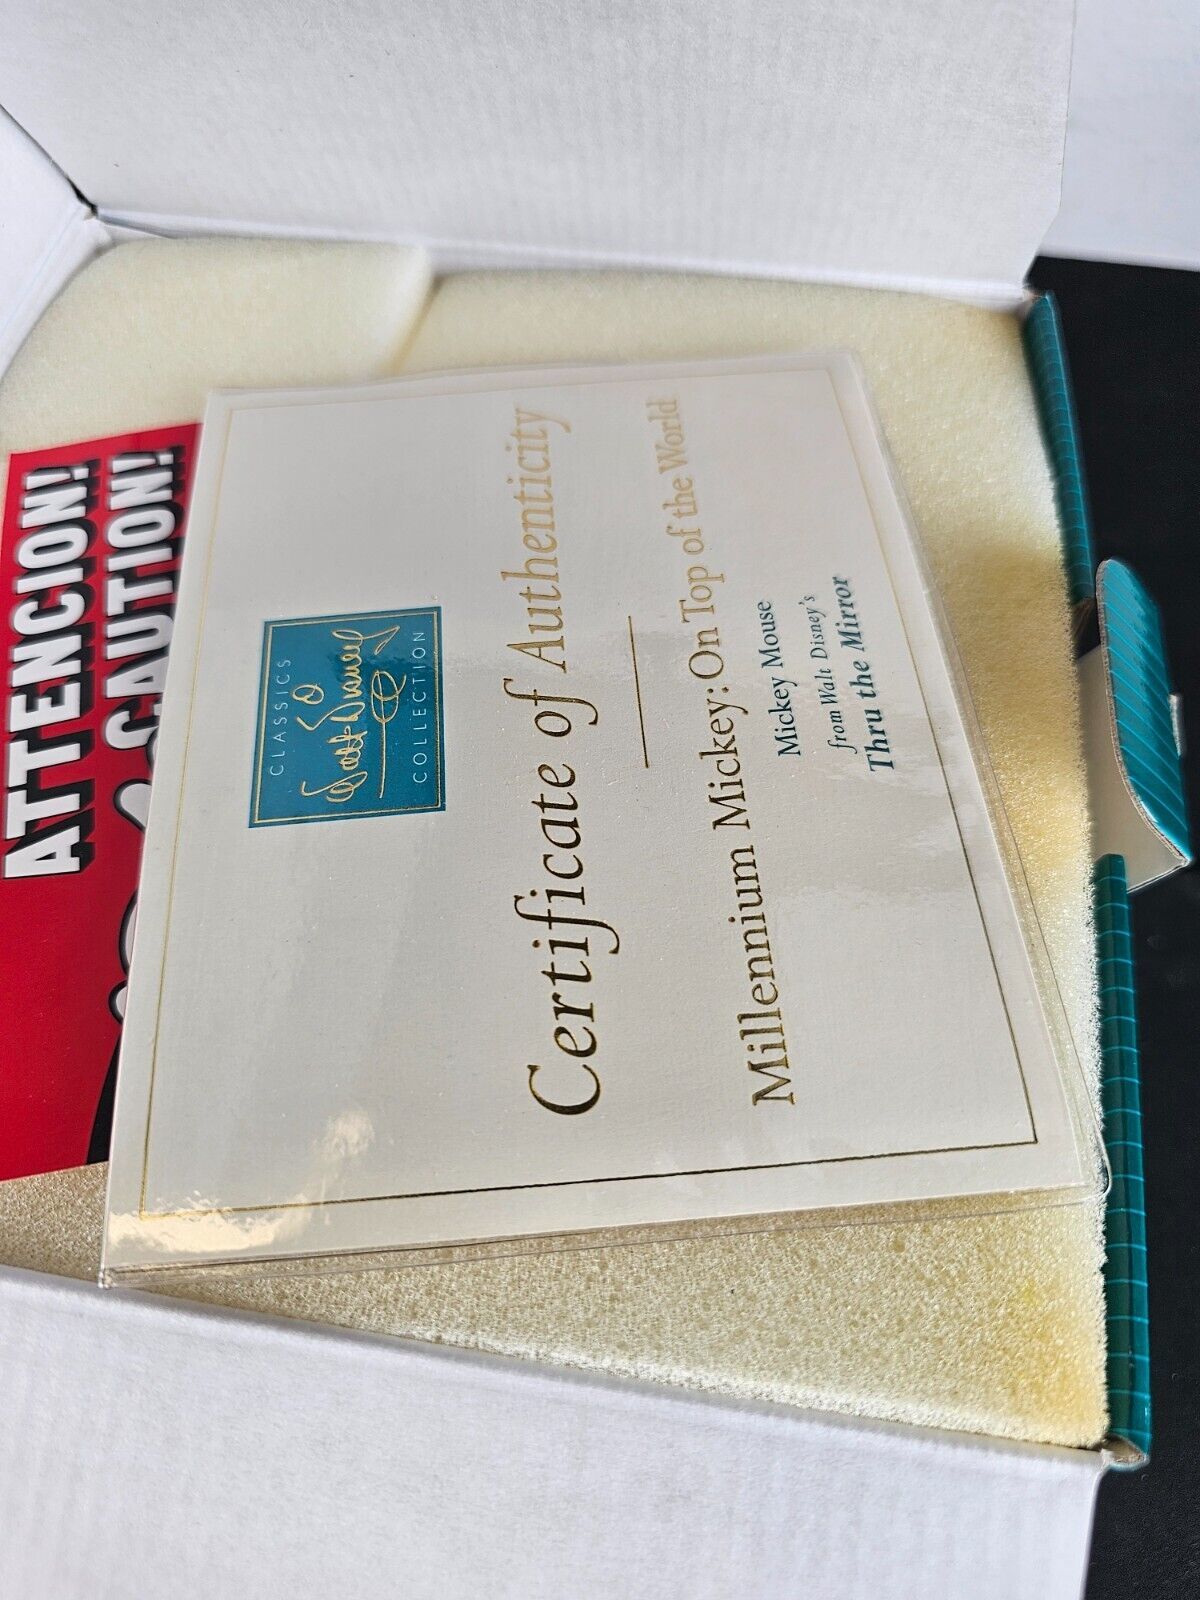 ATTENCION!
CAUTION!
CLASSICS
Walt Disney
COLLECTION
Certificate of Authenticity
Millennium Mickey: On Top of the World
Mickey Mouse
from Walt Disney's
Thru the Mirror